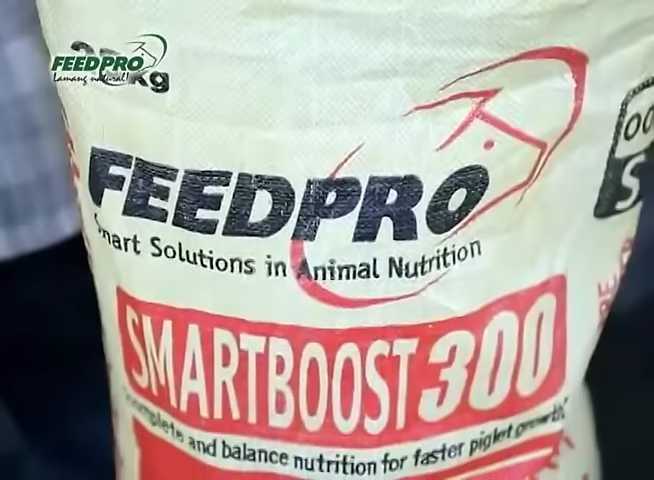 FEEDPRO
Lamang natural!
kg
FEEDPRO
Smart Solutions in Animal Nutrition
SMARTBOOST 300
complete and balance nutrition for faster piglet growth